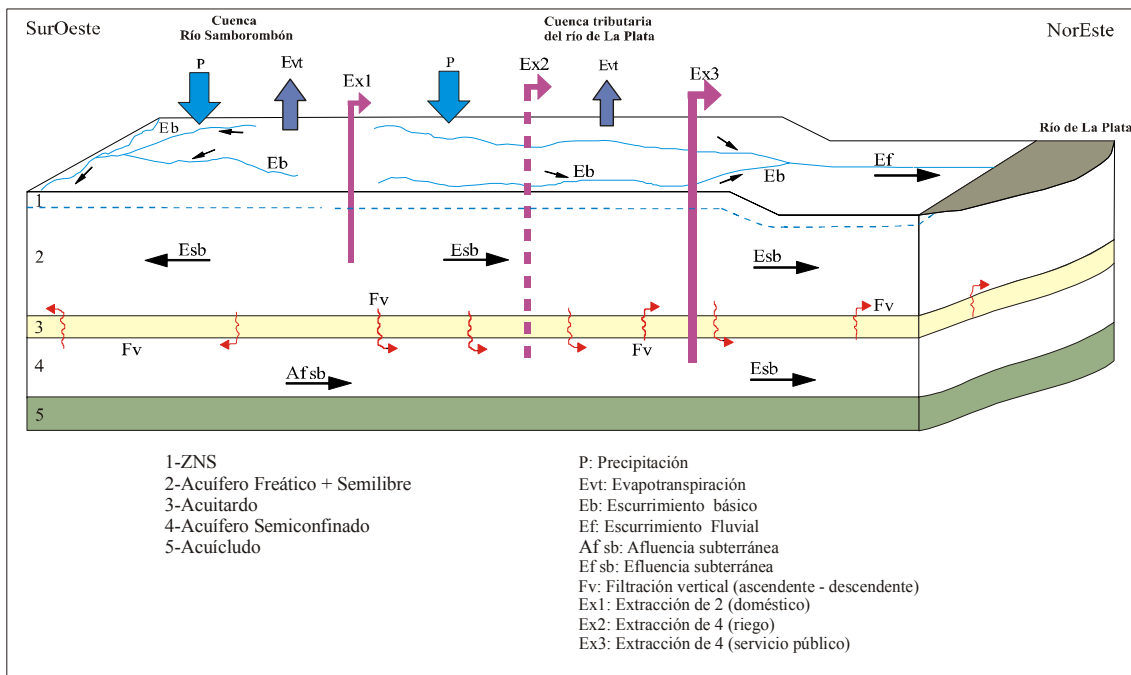 SurOeste
Cuenca
Río Samborombón
Cuenca tributaria
del río de La Plata
NorEste
P
Evt
Ex1
P
Ex2
Evt
Ex3
Río de La Plata
Eb
Eb
Eb
Eb
Ef
1
2
Esb
Esb
Esb
3
Fv
Fv
Fv
Fv
4
Af sb
Esb
5
1-ZNS
2-Acuífero Freático + Semilibre
3-Acuitardo
4-Acuífero Semiconfinado
5-Acuícludo
P: Precipitación
Evt: Evapotranspiración
Eb: Escurrimiento básico
Ef: Escurrimiento Fluvial
Af sb: Afluencia subterránea
Ef sb: Efluencia subterránea
Fv: Filtración vertical (ascendente - descendente)
Ex1: Extracción de 2 (doméstico)
Ex2: Extracción de 4 (riego)
Ex3: Extracción de 4 (servicio público)